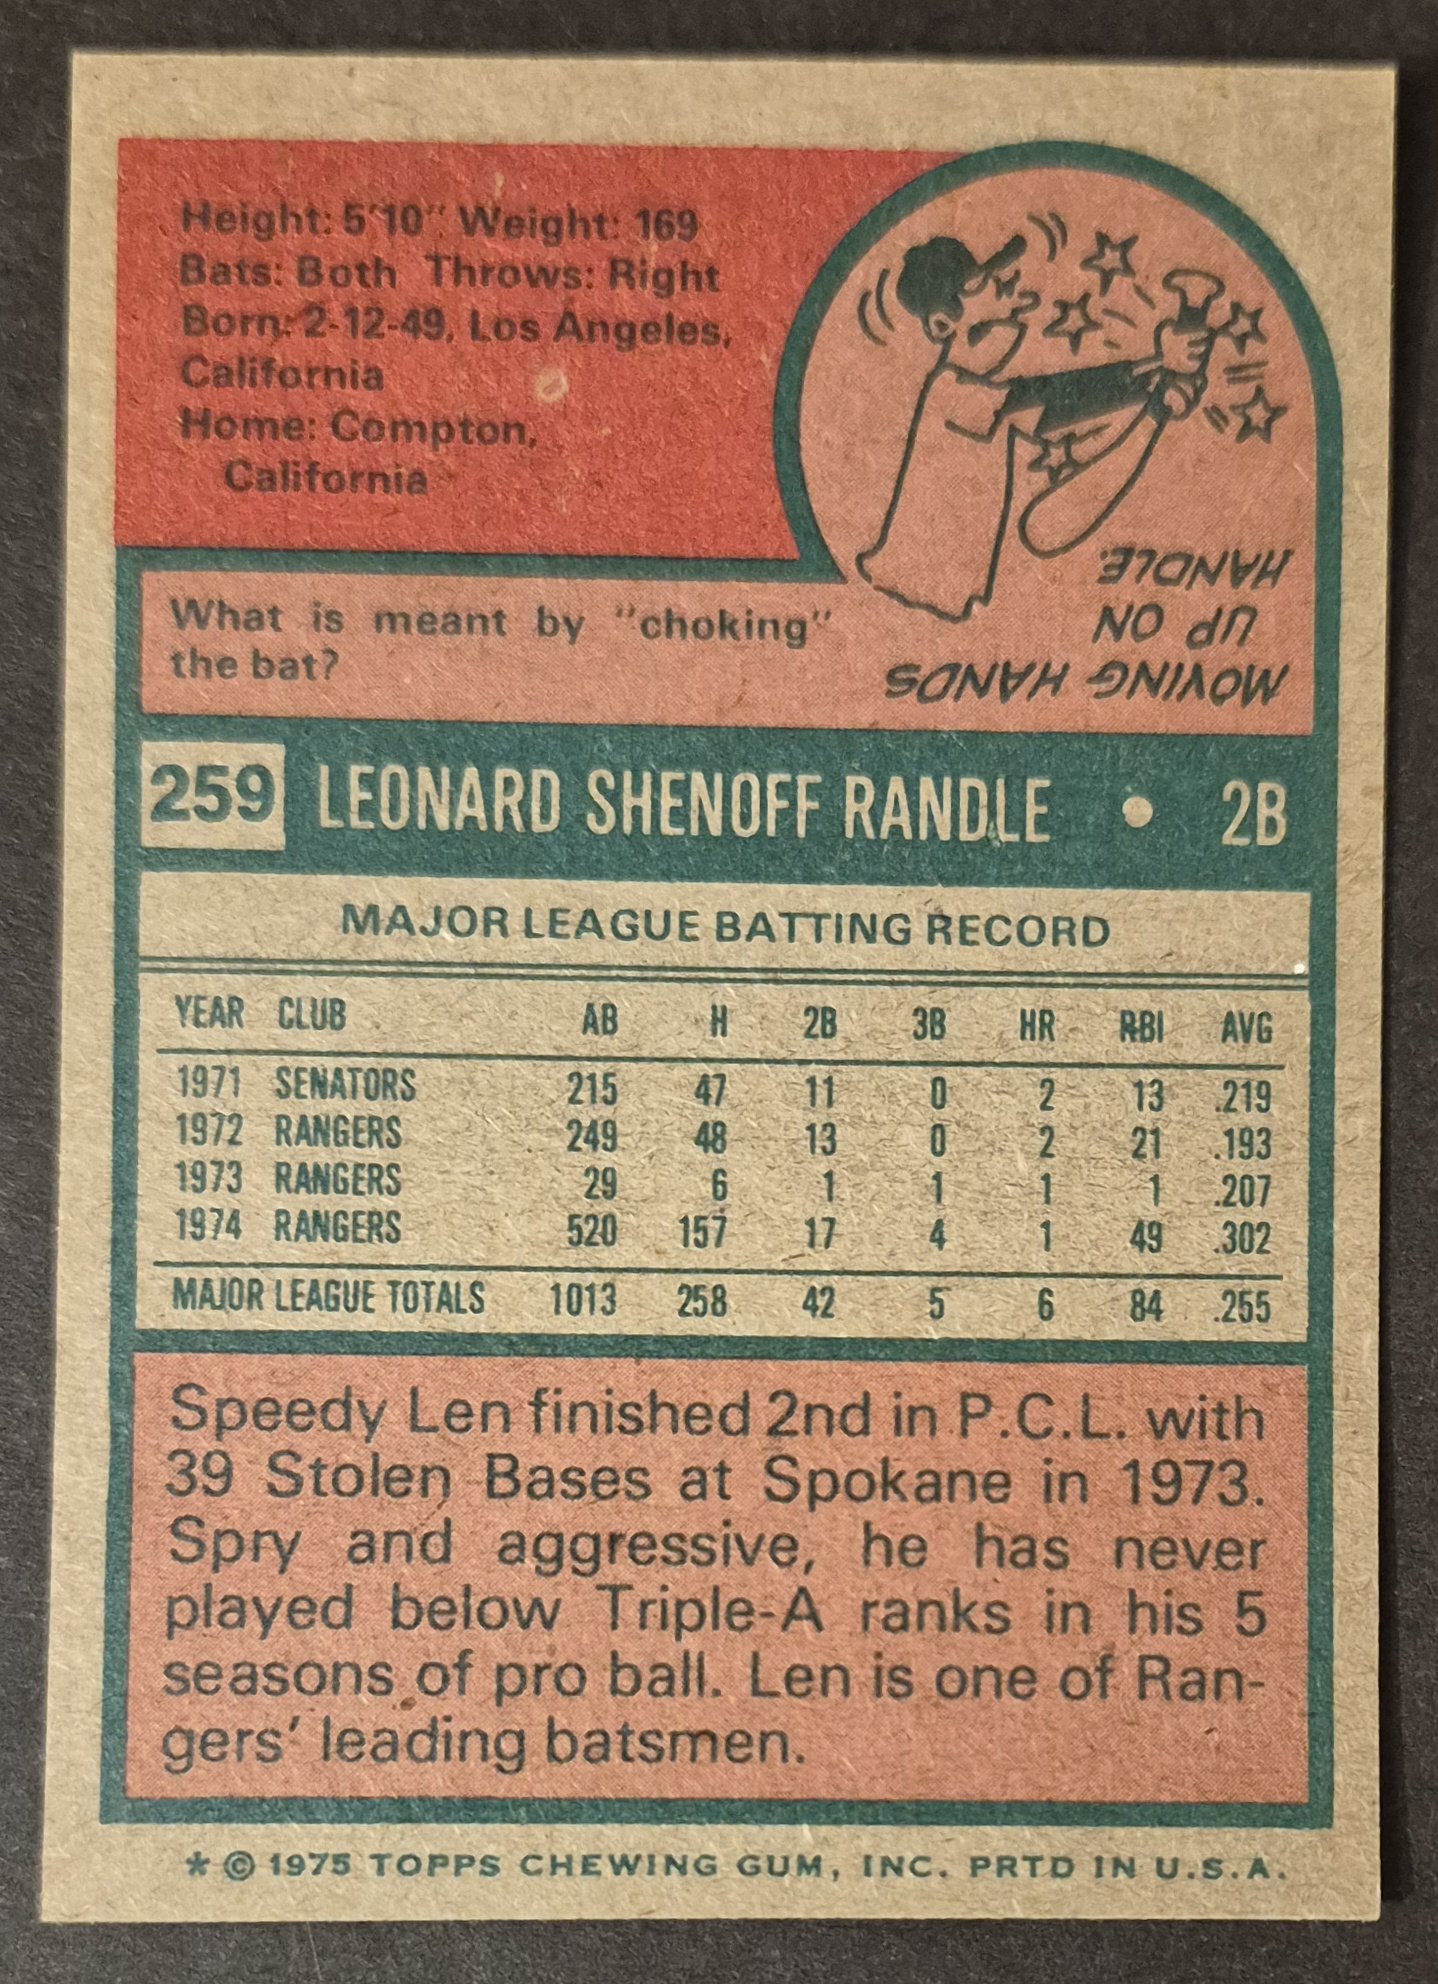 Height: 5'10" Weight: 169
Bats: Both Throws: Right
Born: 2-12-49, Los Angeles,
California
Home: Compton,
California
What is meant by "choking"
the bat?
MOVING HANDS
UP ON
HANDLE.
259 LEONARD SHENOFF RANDLE • 2B
MAJOR LEAGUE BATTING RECORD
YEAR CLUB AB H 2B 3B HR RBI AVG
1971 SENATORS 215 47 11 0 2 13 .219
1972 RANGERS 249 48 13 0 2 21 .193
1973 RANGERS 29 6 1 1 1 1 .207
1974 RANGERS 520 157 17 4 1 49 .302
MAJOR LEAGUE TOTALS 1013 258 42 5 6 84 .255
Speedy Len finished 2nd in P.C.L. with
39 Stolen Bases at Spokane in 1973.
Spry and aggressive, he has never
played below Triple-A ranks in his 5
seasons of pro ball. Len is one of Ran-
gers' leading batsmen.
* © 1975 TOPPS CHEWING GUM, INC. PRTD IN U.S.A.